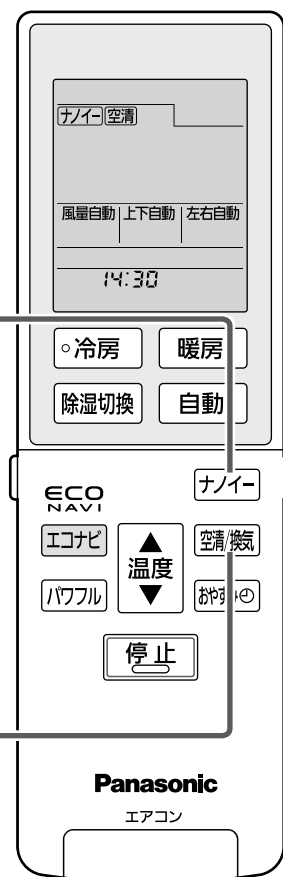 ナノイー 空清
風量自動 上下自動 左右自動
14:30
冷房 暖房
除湿切換 自動
ECO
NAVI
ナノイー
エコナビ ▲ 空清/換気
温度
パワフル ▼ おやすみ
停止
Panasonic
エアコン